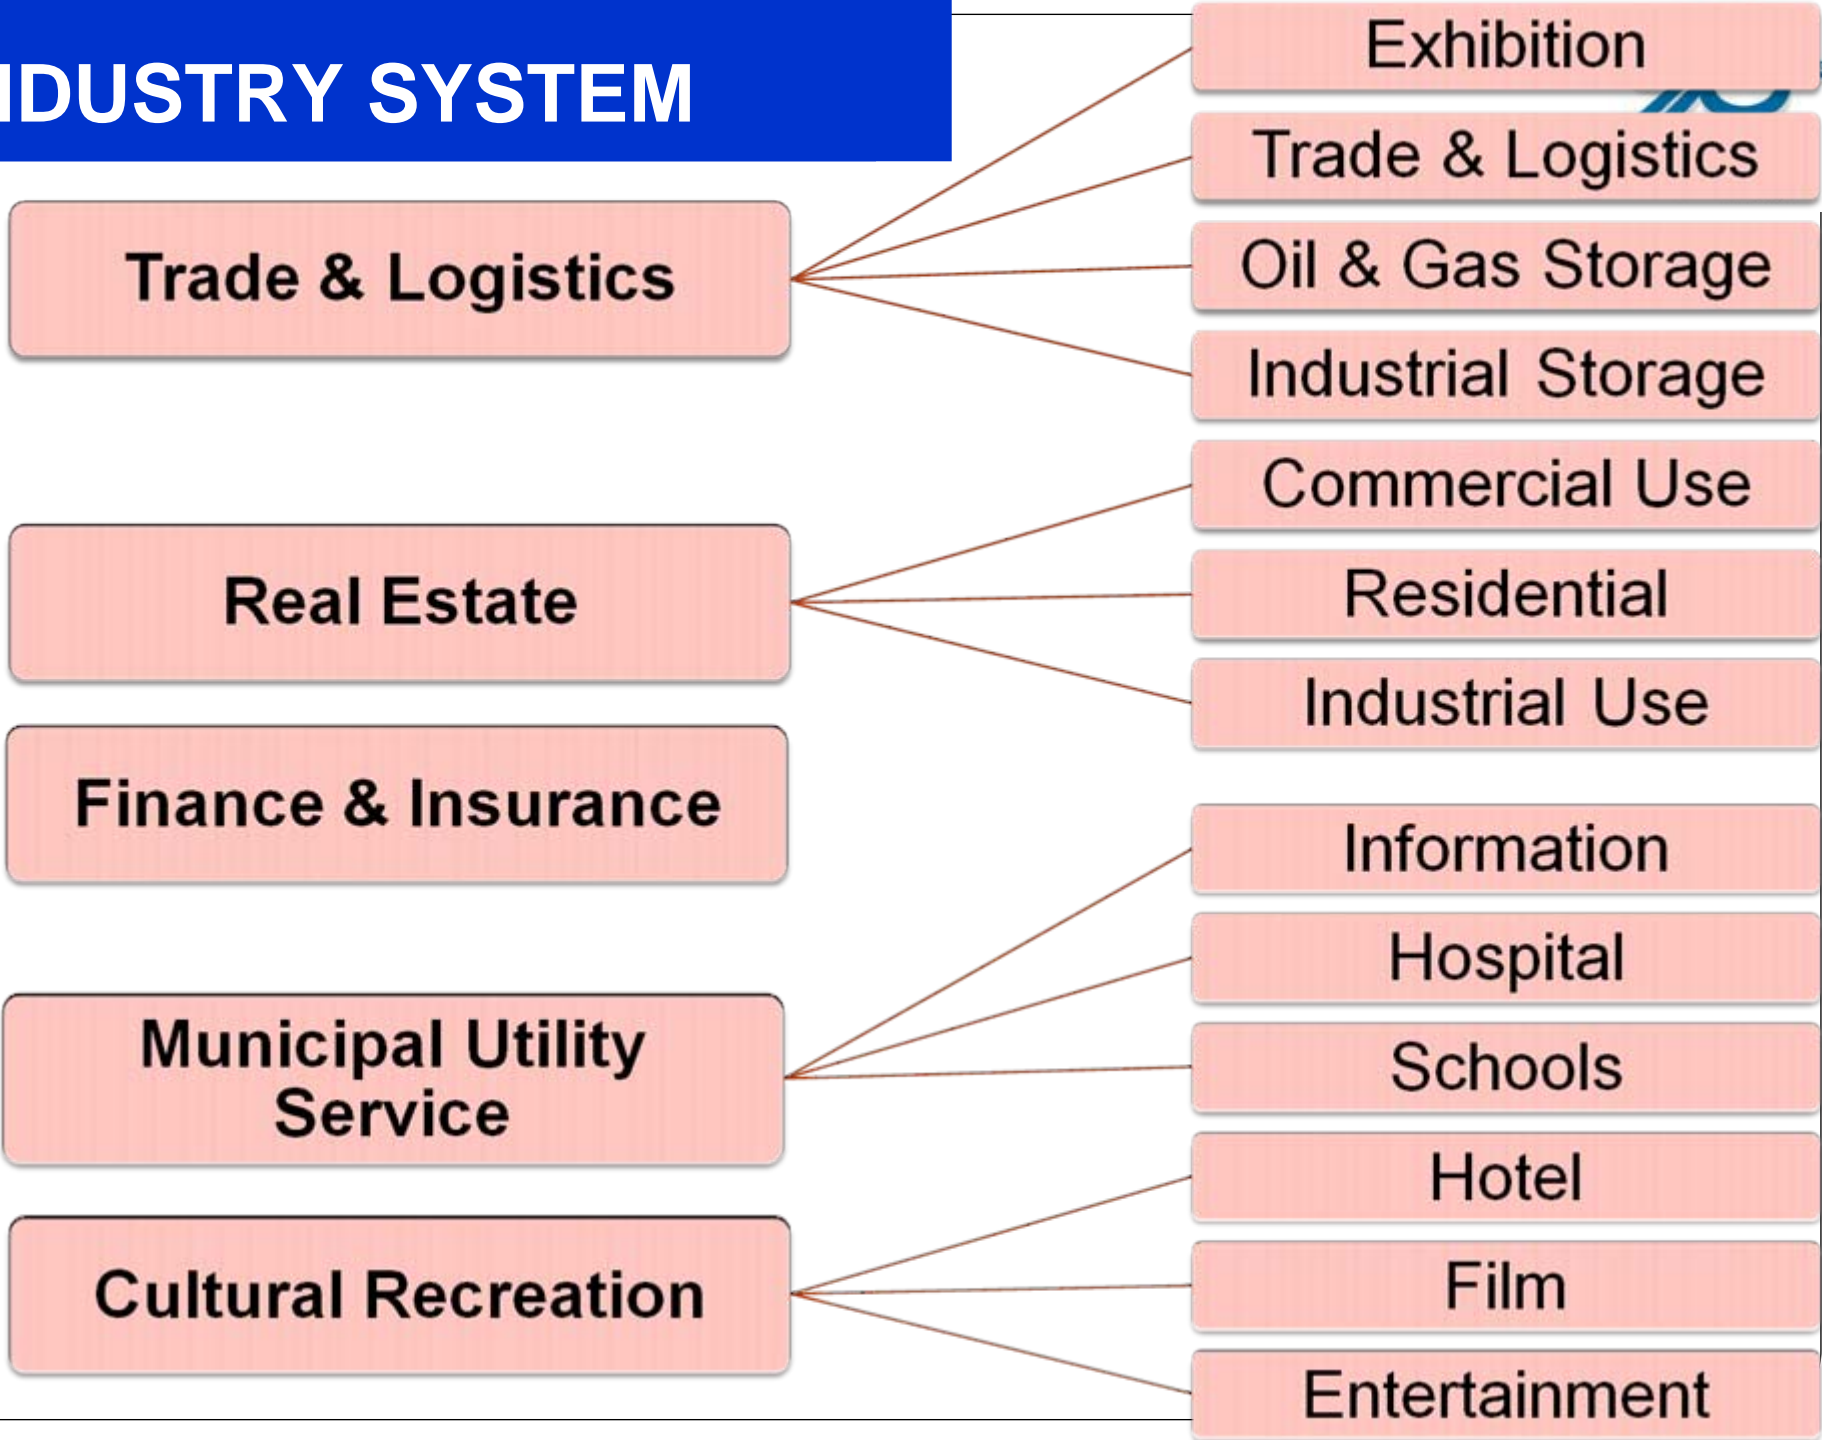 NDUSTRY SYSTEM
Trade & Logistics
Exhibition
Trade & Logistics
Oil & Gas Storage
Industrial Storage
Real Estate
Commercial Use
Residential
Industrial Use
Finance & Insurance
Municipal Utility
Service
Information
Hospital
Schools
Cultural Recreation
Hotel
Film
Entertainment